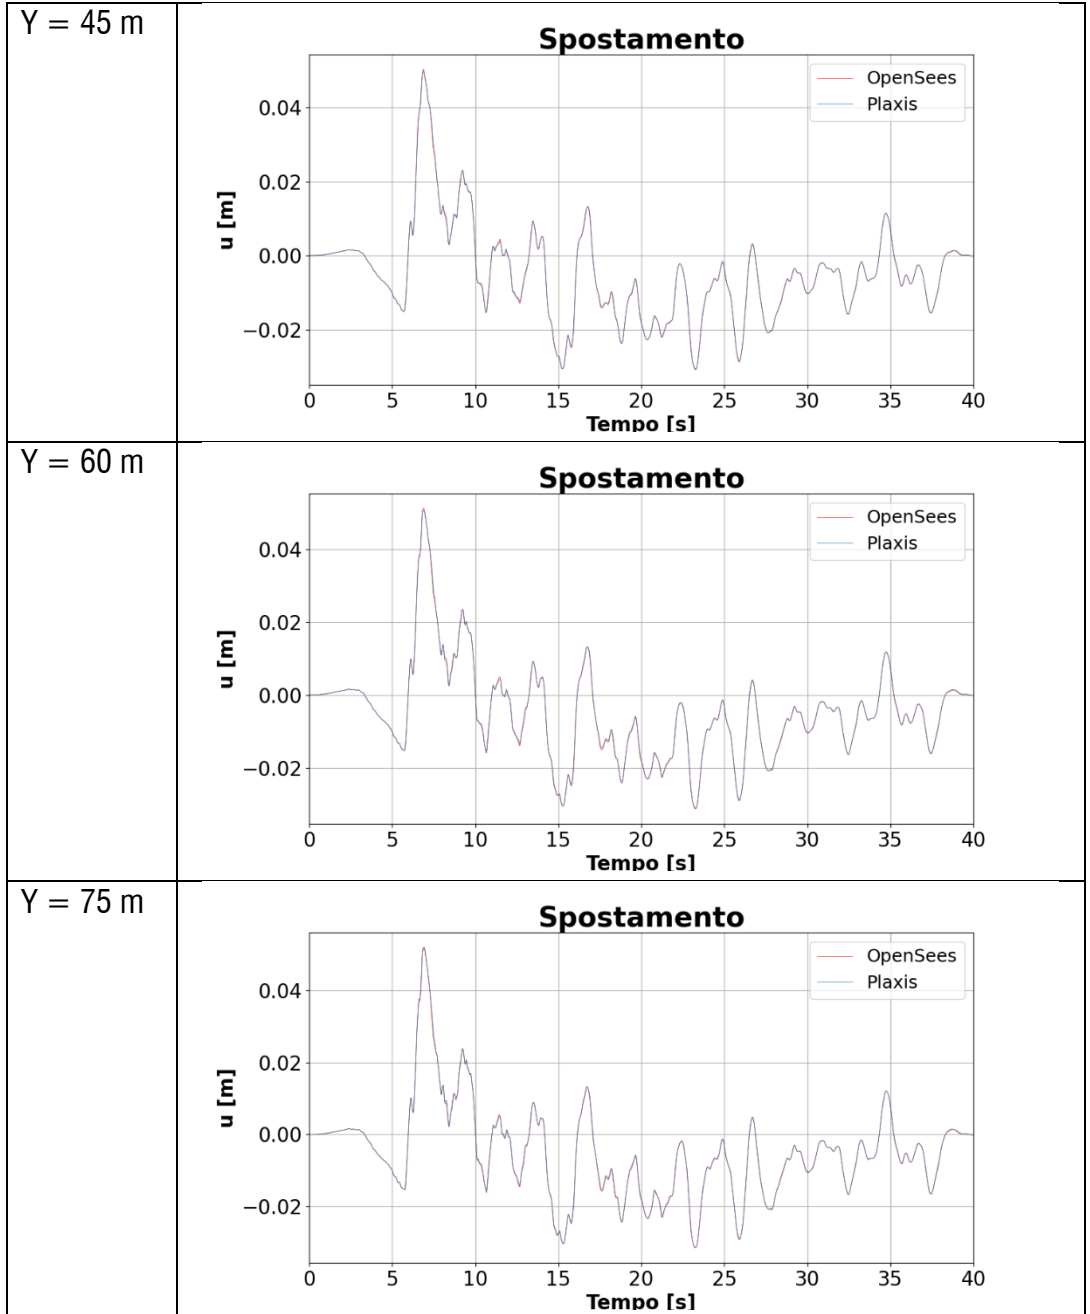 Y = 45 m
Spostamento
OpenSees
Plaxis
0.04
0.02
0.00
−0.02
u [m]
0 5 10 15 20 25 30 35 40
Tempo [s]
Y = 60 m
Spostamento
OpenSees
Plaxis
0.04
0.02
0.00
−0.02
u [m]
0 5 10 15 20 25 30 35 40
Tempo [s]
Y = 75 m
Spostamento
OpenSees
Plaxis
0.04
0.02
0.00
−0.02
u [m]
0 5 10 15 20 25 30 35 40
Tempo [s]